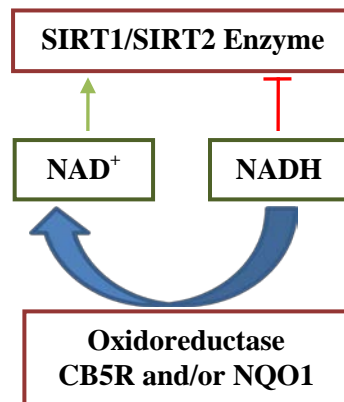 SIRT1/SIRT2 Enzyme
NAD⁺ NADH
Oxidoreductase
CB5R and/or NQO1